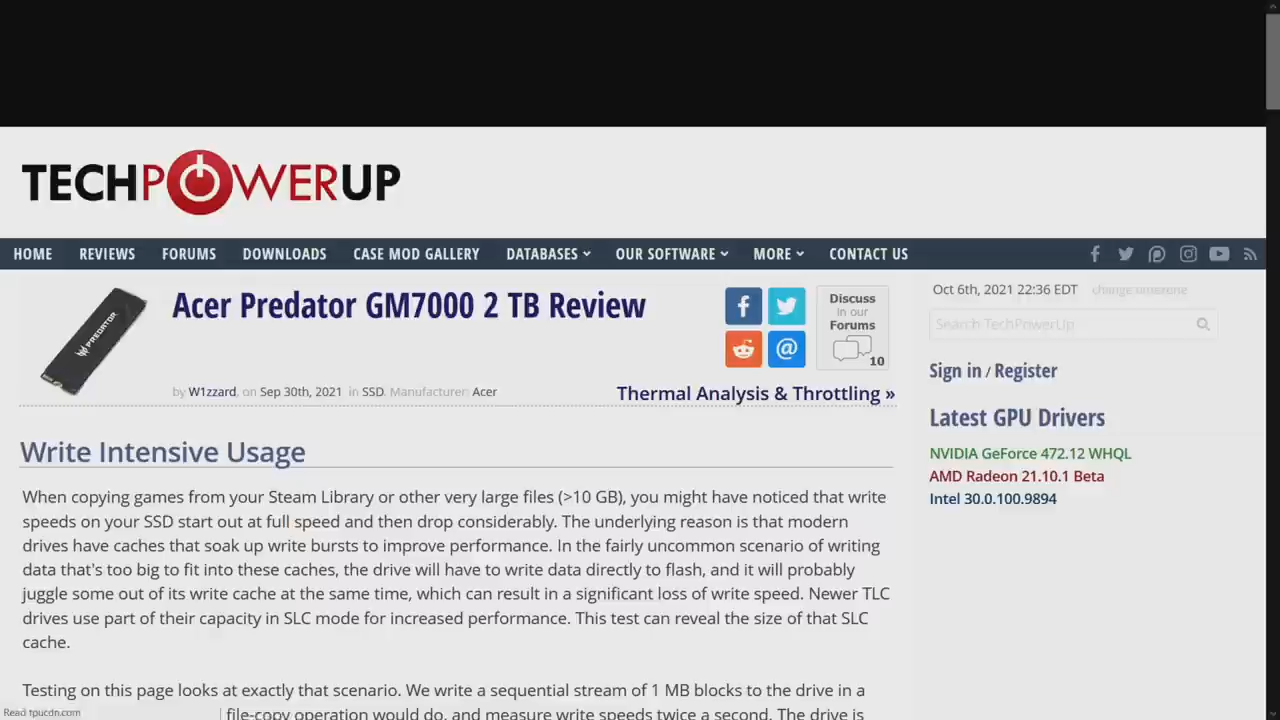 TECHPOWERUP
HOME REVIEWS FORUMS DOWNLOADS CASE MOD GALLERY DATABASES OUR SOFTWARE MORE CONTACT US
PREDATOR
Acer Predator GM7000 2 TB Review
by W1zzard, on Sep 30th, 2021 in SSD. Manufacturer: Acer
Discuss
in our
Forums
10
Thermal Analysis & Throttling »
Oct 6th, 2021 22:36 EDT change timezone
Search TechPowerUp
Sign in / Register
Latest GPU Drivers
NVIDIA GeForce 472.12 WHQL
AMD Radeon 21.10.1 Beta
Intel 30.0.100.9894
Write Intensive Usage
When copying games from your Steam Library or other very large files (>10 GB), you might have noticed that write
speeds on your SSD start out at full speed and then drop considerably. The underlying reason is that modern
drives have caches that soak up write bursts to improve performance. In the fairly uncommon scenario of writing
data that's too big to fit into these caches, the drive will have to write data directly to flash, and it will probably
juggle some out of its write cache at the same time, which can result in a significant loss of write speed. Newer TLC
drives use part of their capacity in SLC mode for increased performance. This test can reveal the size of that SLC
cache.
Testing on this page looks at exactly that scenario. We write a sequential stream of 1 MB blocks to the drive in a
file-copy operation would do, and measure write speeds twice a second. The drive is
Read tpucdn.com